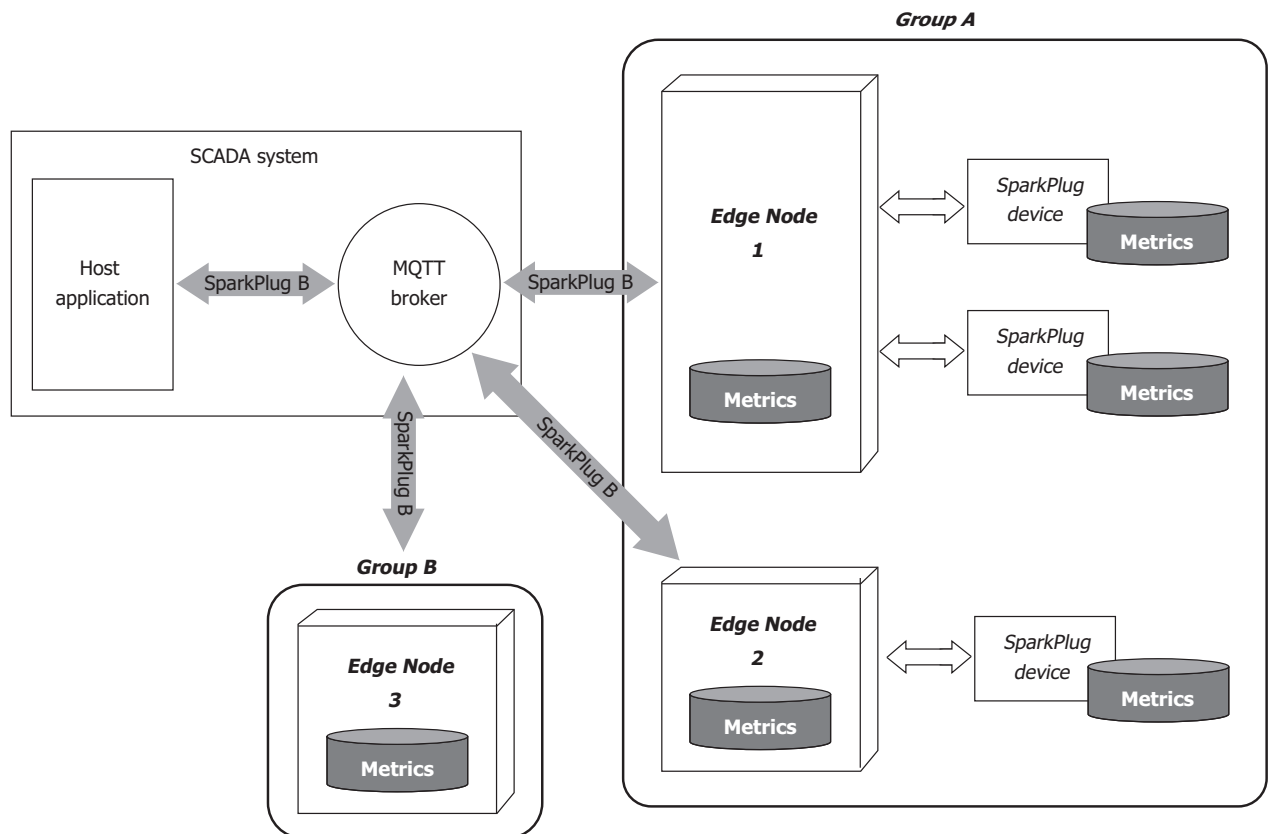 Group A
SCADA system
Host
application
SparkPlug B
MQTT
broker
SparkPlug B
Edge Node
1
Metrics
SparkPlug
device
Metrics
SparkPlug
device
Metrics
SparkPlug B
SparkPlug B
Group B
Edge Node
3
Metrics
Edge Node
2
Metrics
SparkPlug
device
Metrics